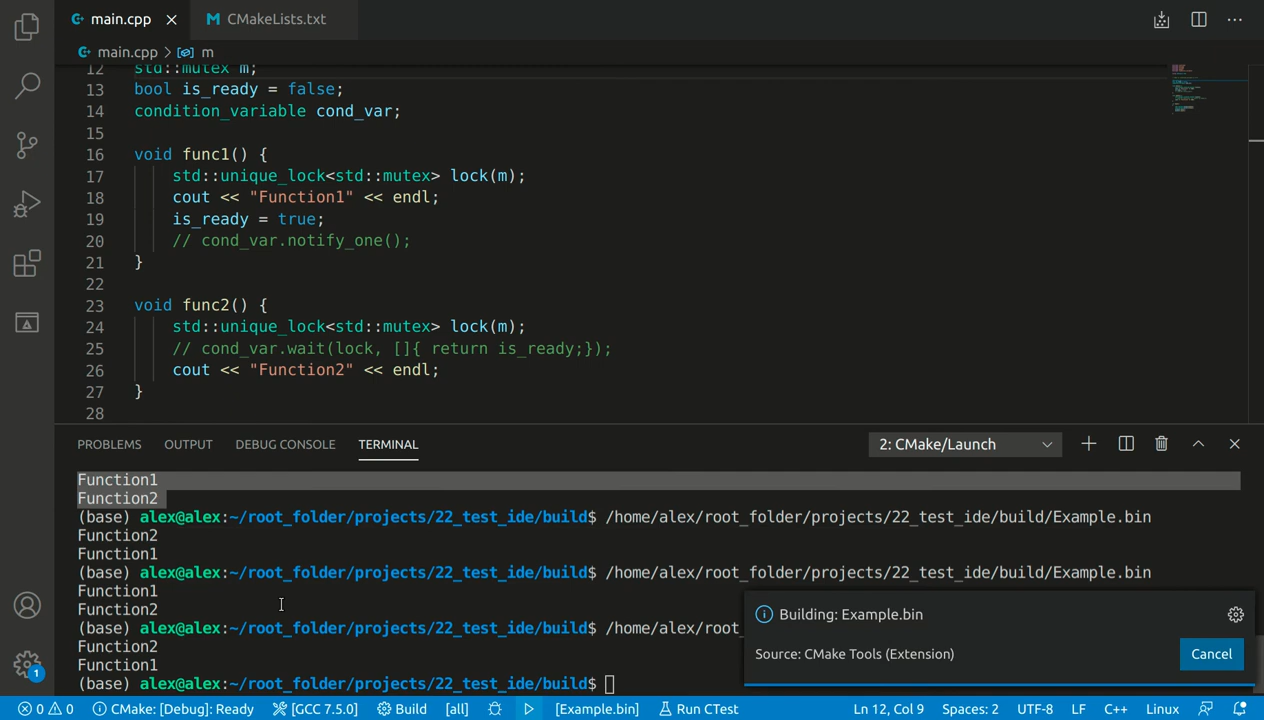 main.cpp
CMakeLists.txt
main.cpp > m
12 std::mutex m;
13 bool is_ready = false;
14 condition_variable cond_var;
15
16 void func1() {
17 std::unique_lock<std::mutex> lock(m);
18 cout << "Function1" << endl;
19 is_ready = true;
20 // cond_var.notify_one();
21 }
22
23 void func2() {
24 std::unique_lock<std::mutex> lock(m);
25 // cond_var.wait(lock, []{ return is_ready;});
26 cout << "Function2" << endl;
27 }
28
PROBLEMS OUTPUT DEBUG CONSOLE TERMINAL 2: CMake/Launch
Function1
Function2
(base) alex@alex:~/root_folder/projects/22_test_ide/build$ /home/alex/root_folder/projects/22_test_ide/build/Example.bin
Function2
Function1
(base) alex@alex:~/root_folder/projects/22_test_ide/build$ /home/alex/root_folder/projects/22_test_ide/build/Example.bin
Function1
Function2
(base) alex@alex:~/root_folder/projects/22_test_ide/build$ /home/alex/root_
Function2
Function1
(base) alex@alex:~/root_folder/projects/22_test_ide/build$
Building: Example.bin
Source: CMake Tools (Extension)
Cancel
1
0 0 CMake: [Debug]: Ready [GCC 7.5.0] Build [all] [Example.bin] Run CTest Ln 12, Col 9 Spaces: 2 UTF-8 LF C++ Linux